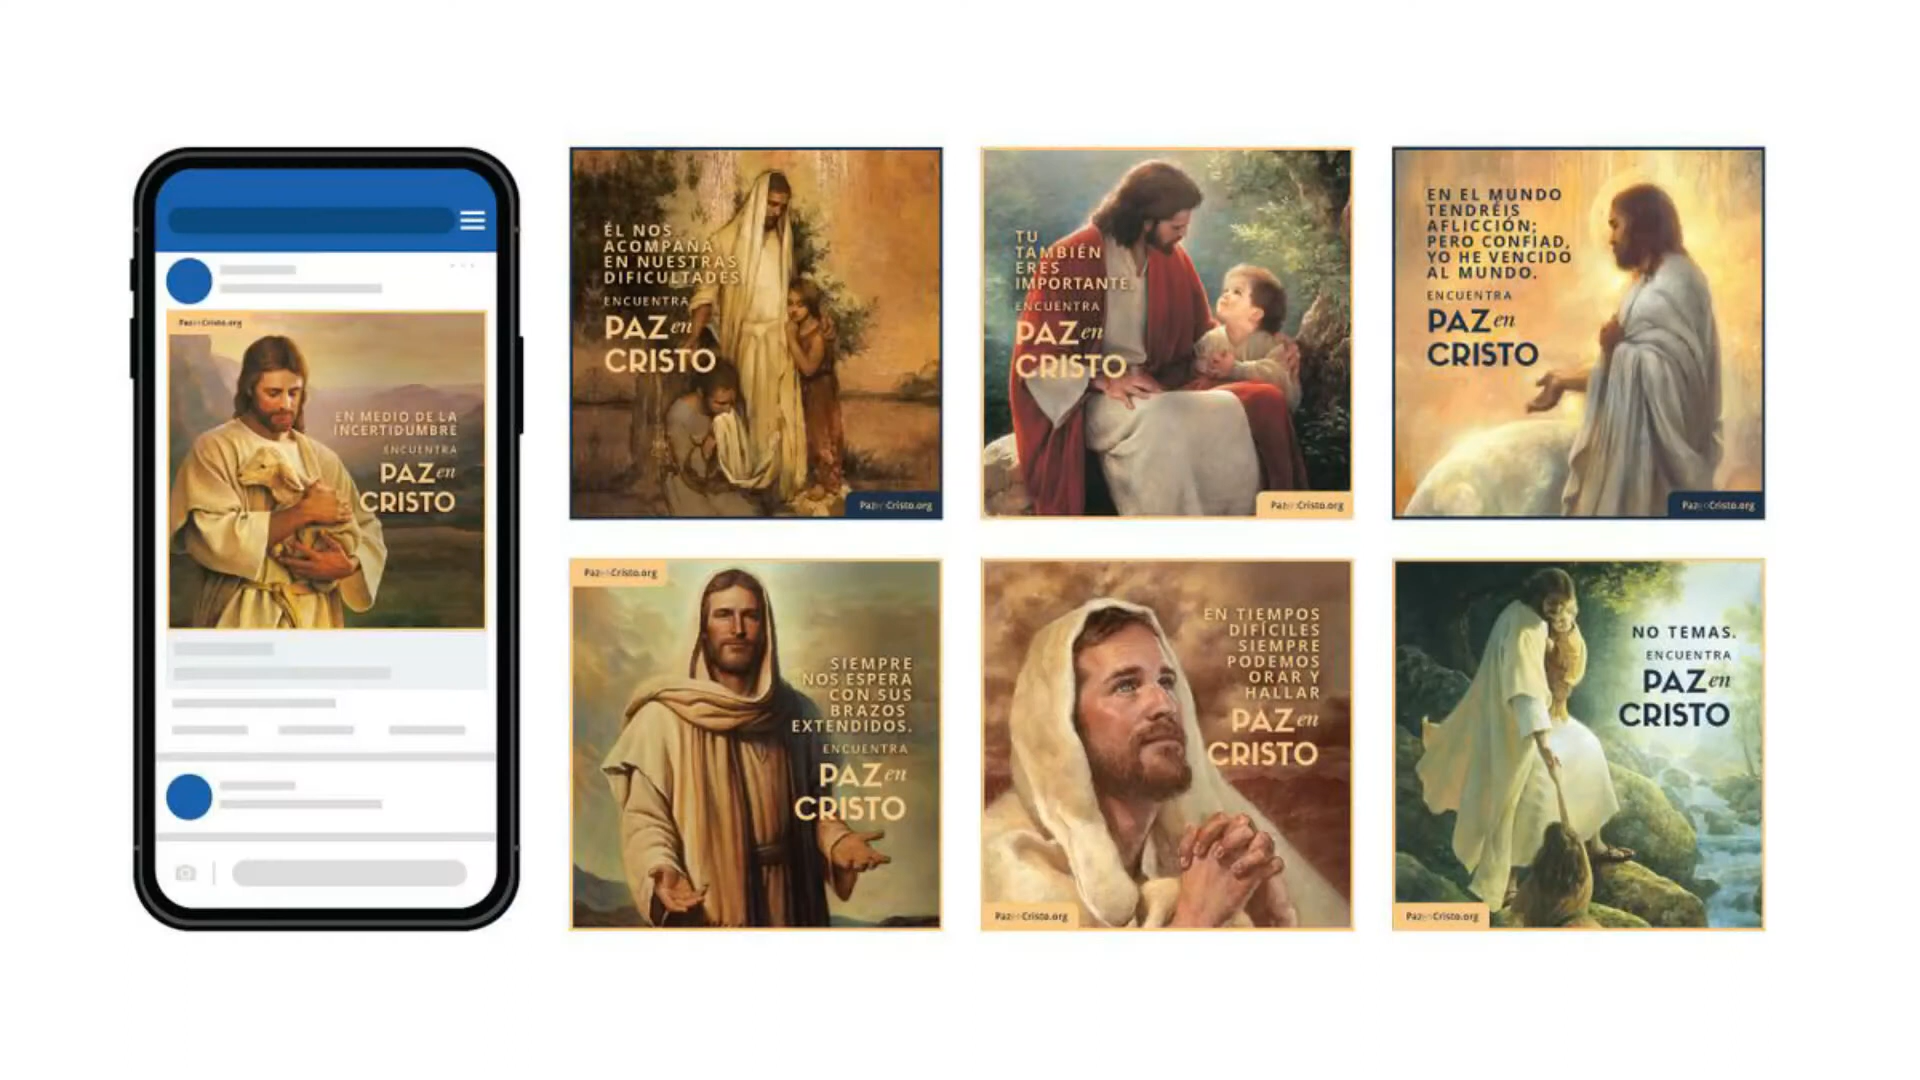 PazenCristo.org
EN MEDIO DE LA
INCERTIDUMBRE
ENCUENTRA
PAZ en
CRISTO
ÉL NOS
ACOMPAÑA
EN NUESTRAS
DIFICULTADES
ENCUENTRA
PAZ en
CRISTO
PazenCristo.org
TU
TAMBIÉN
ERES
IMPORTANTE.
ENCUENTRA
PAZ en
CRISTO
PazenCristo.org
EN EL MUNDO
TENDRÉIS
AFLICCIÓN;
PERO CONFIAD,
YO HE VENCIDO
AL MUNDO.
ENCUENTRA
PAZ en
CRISTO
PazenCristo.org
PazenCristo.org
SIEMPRE
NOS ESPERA
CON SUS
BRAZOS
EXTENDIDOS.
ENCUENTRA
PAZ en
CRISTO
EN TIEMPOS
DIFÍCILES
SIEMPRE
PODEMOS
ORAR Y
HALLAR
PAZ en
CRISTO
PazenCristo.org
NO TEMAS.
ENCUENTRA
PAZ en
CRISTO
PazenCristo.org